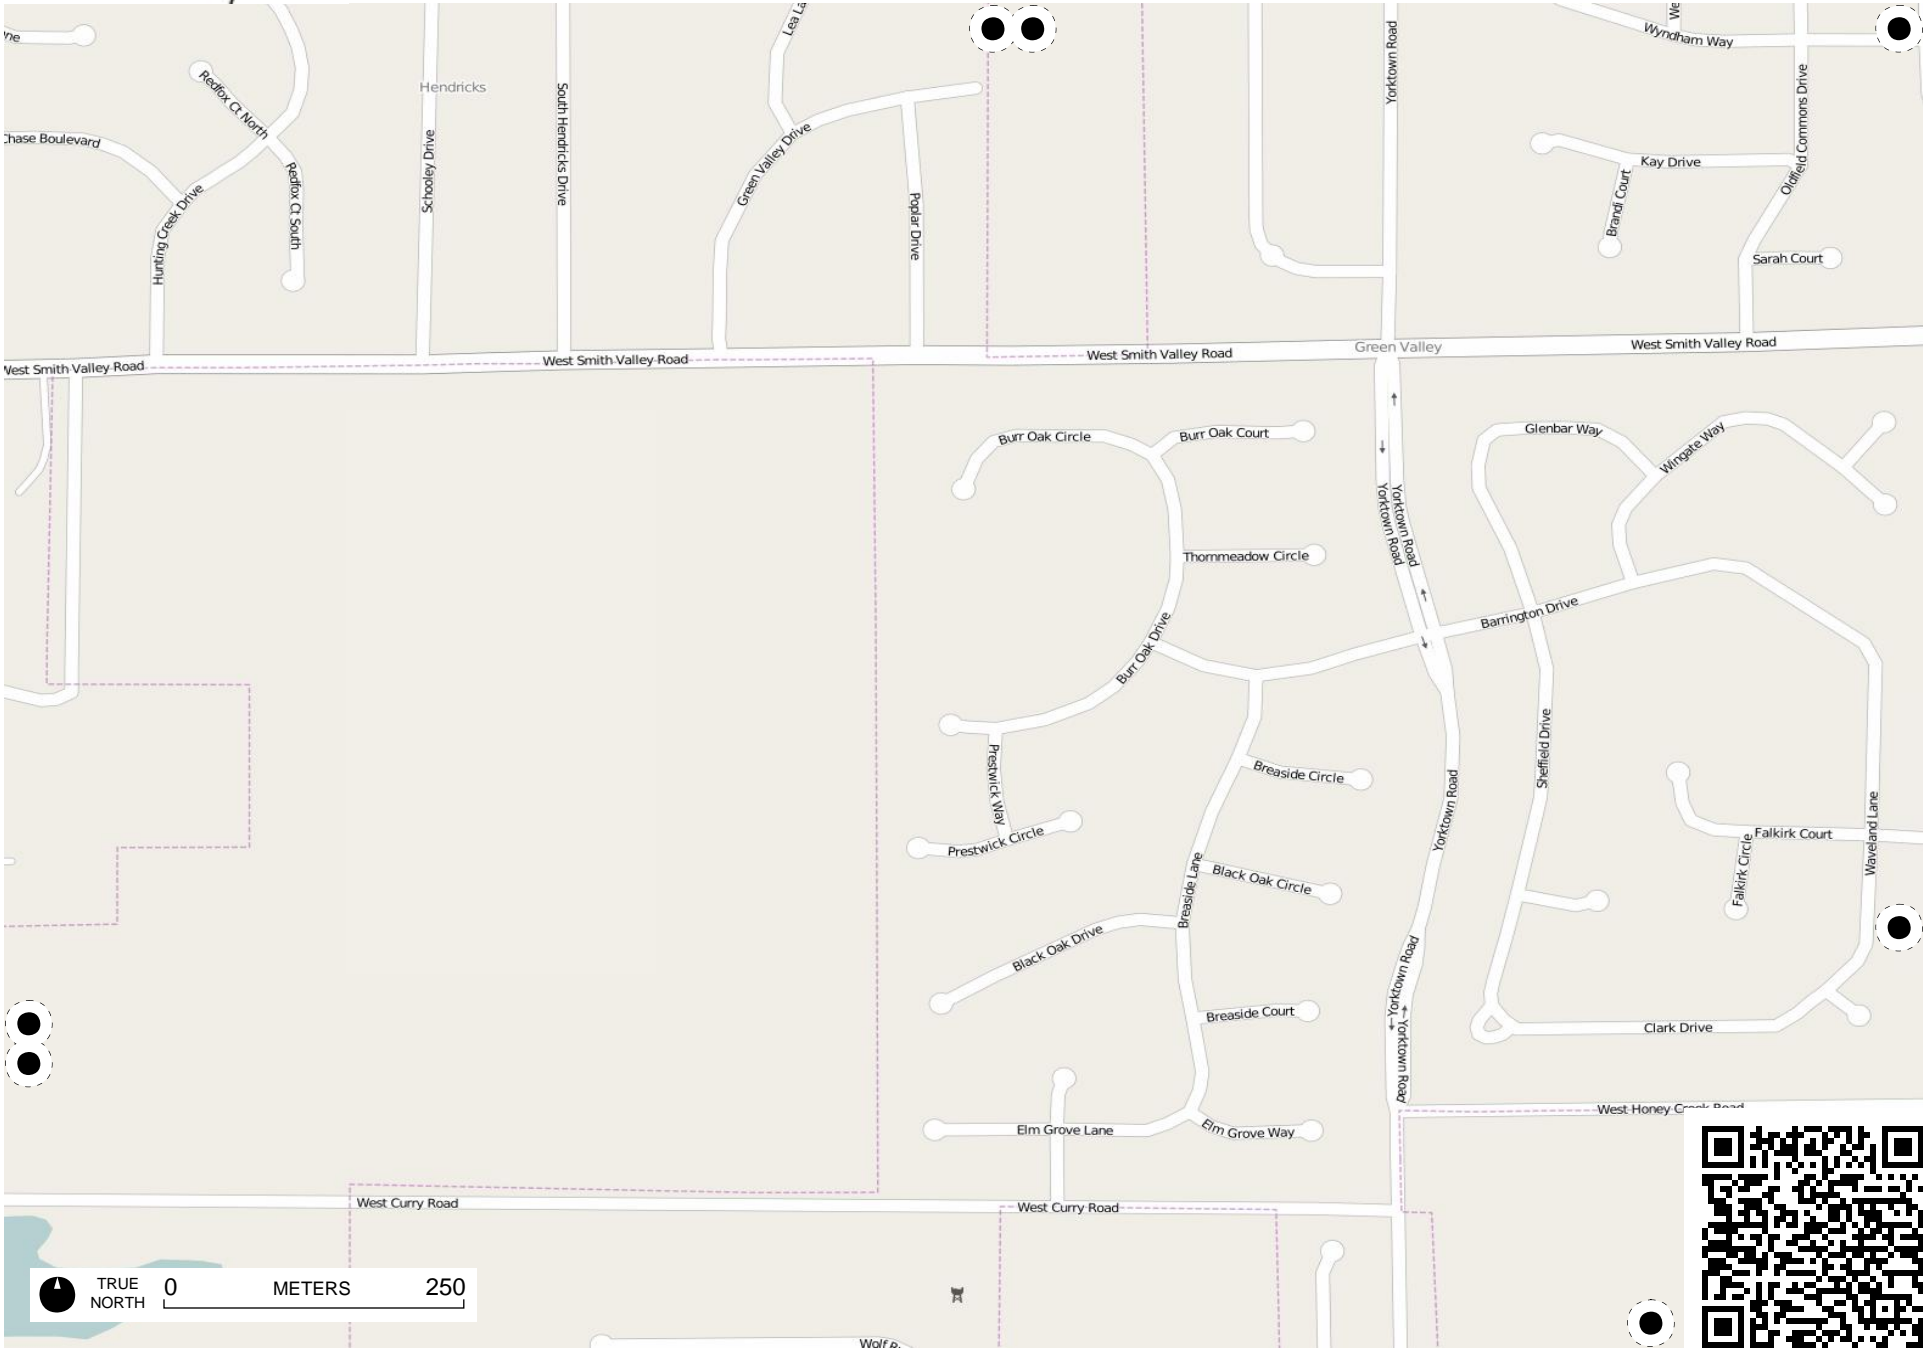 Wyndham Way
Yorktown Road
Redfox Ct North
Hendricks
South Hendricks Drive
Oldfield Commons Drive
Chase Boulevard
Schooley Drive
Green Valley Drive
Kay Drive
Redfox Ct South
Hunting Creek Drive
Poplar Drive
Brandi Court
Sarah Court
West Smith Valley Road
West Smith Valley Road
West Smith Valley Road
Green Valley
West Smith Valley Road
Burr Oak Circle
Burr Oak Court
Glenbar Way
Wingate Way
Yorktown Road
Yorktown Road
Thornmeadow Circle
Barrington Drive
Burr Oak Drive
Sheffield Drive
Prestwick Way
Breaside Circle
Yorktown Road
Prestwick Circle
Falkirk Court
Waveland Lane
Falkirk Circle
Breaside Lane
Black Oak Circle
Black Oak Drive
Yorktown Road
Breaside Court
Clark Drive
Yorktown Road
West Honey Creek Road
Elm Grove Lane
Elm Grove Way
West Curry Road
West Curry Road
TRUE
NORTH
0 METERS 250